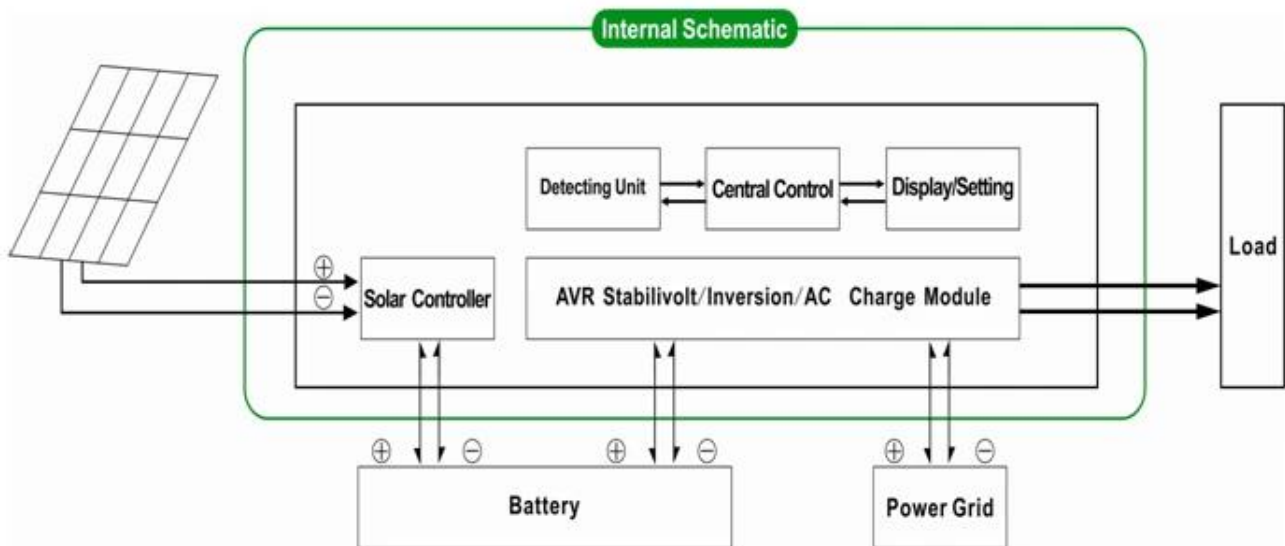 Internal Schematic
Detecting Unit
Central Control
Display/Setting
Load
⊕
⊖
Solar Controller
AVR Stabilivolt/Inversion/AC Charge Module
⊕ ⊖ ⊕ ⊖ ⊕ ⊖
Battery
Power Grid